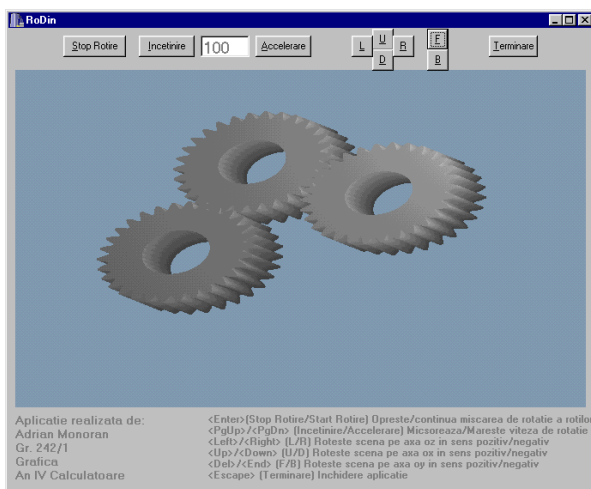 RoDin
Stop Rotire Incetinire 100 Accelerare L U D R F B Terminare
Aplicatie realizata de:
Adrian Monoran
Gr. 242/1
Grafica
An IV Calculatoare
<Enter>(Stop Rotire/Start Rotire) Opreste/continua miscarea de rotatie a rotilo
<PgUp>/<PgDn> (Incetinire/Accelerare) Micsoreaza/Mareste viteza de rotatie
<Left>/<Right> (L/R) Roteste scena pe axa oz in sens pozitiv/negativ
<Up>/<Down> (U/D) Roteste scena pe axa ox in sens pozitiv/negativ
<Del>/<End> (F/B) Roteste scena pe axa oy in sens pozitiv/negativ
<Escape> (Terminare) Inchidere aplicatie